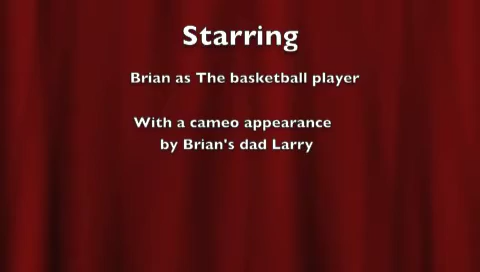 Starring
Brian as The basketball player
With a cameo appearance
by Brian's dad Larry